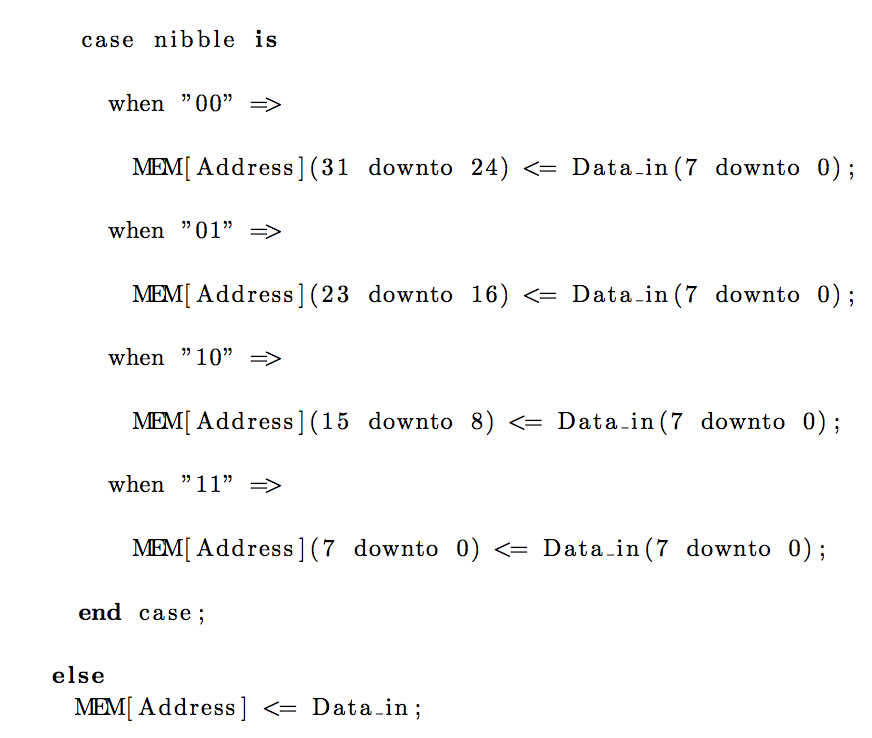 case nibble is
when "00" =>
MEM[Address](31 downto 24) <= Data_in(7 downto 0);
when "01" =>
MEM[Address](23 downto 16) <= Data_in(7 downto 0);
when "10" =>
MEM[Address](15 downto 8) <= Data_in(7 downto 0);
when "11" =>
MEM[Address](7 downto 0) <= Data_in(7 downto 0);
end case;
else
MEM[Address] <= Data_in;